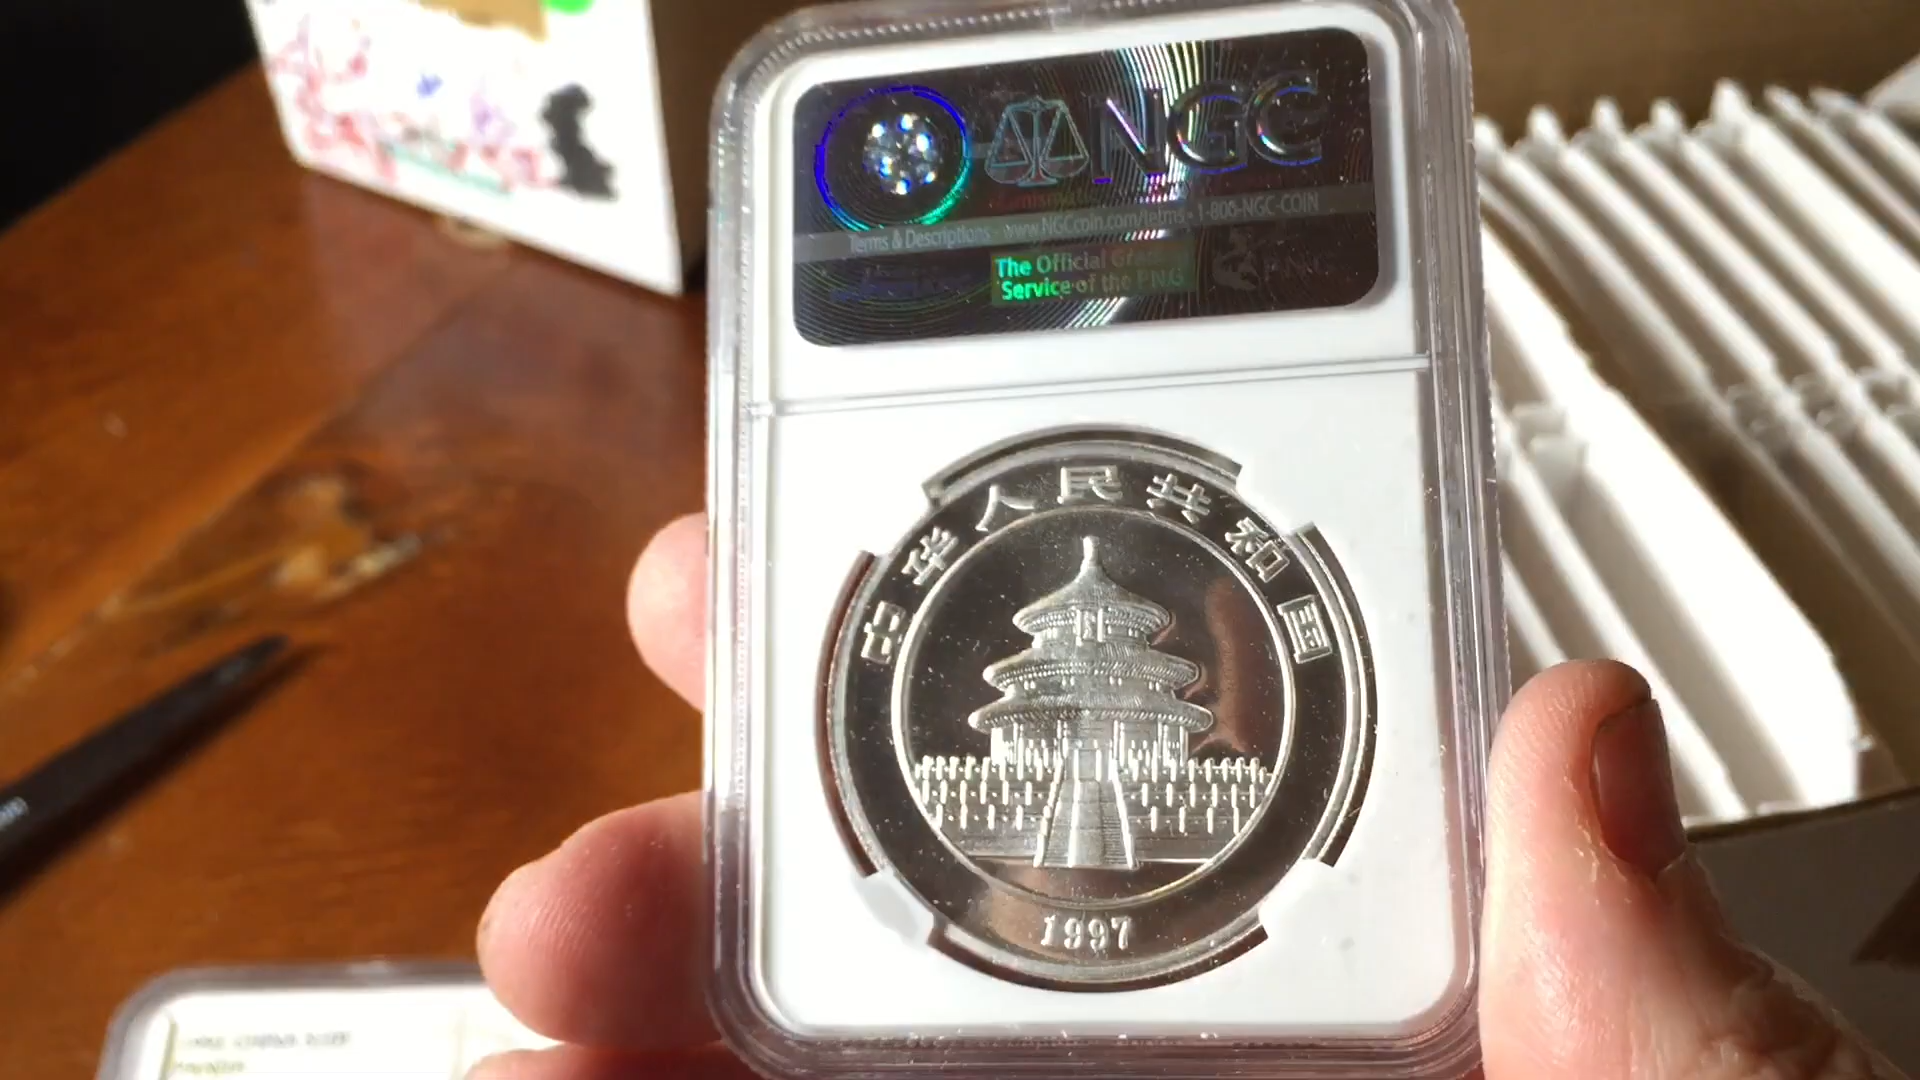 NGC
Terms & Descriptions - www.NGCcoin.com/terms • 1-800-NGC-COIN
The Official
Service of the PNG
PNG
中华人民共和国
1997